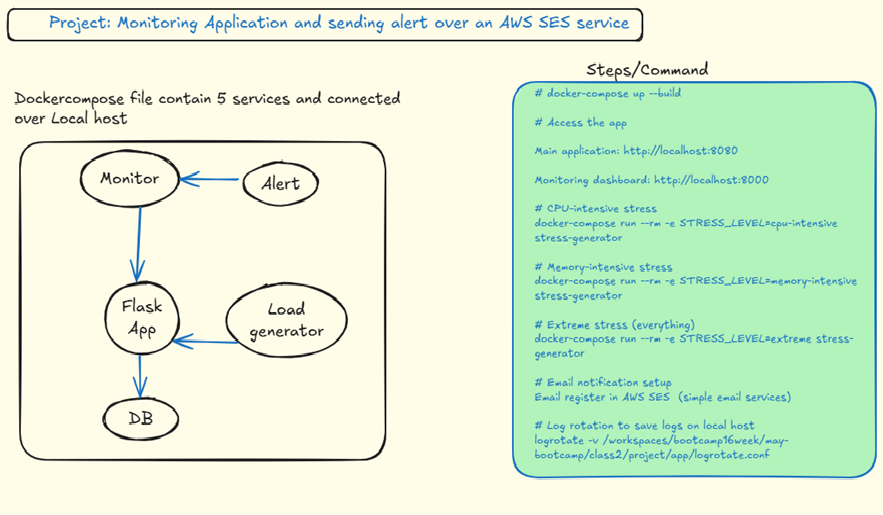 Project: Monitoring Application and sending alert over an AWS SES service
Dockercompose file contain 5 services and connected
over Local host
Monitor
Alert
Flask
App
Load
generator
DB
Steps/Command
# docker-compose up --build
# Access the app
Main application: http://localhost:8080
Monitoring dashboard: http://localhost:8000
# CPU-intensive stress
docker-compose run --rm -e STRESS_LEVEL=cpu-intensive
stress-generator
# Memory-intensive stress
docker-compose run --rm -e STRESS_LEVEL=memory-intensive
stress-generator
# Extreme stress (everything)
docker-compose run --rm -e STRESS_LEVEL=extreme stress-
generator
# Email notification setup
Email register in AWS SES (simple email services)
# Log rotation to save logs on local host
logrotate -v /workspaces/bootcamp16week/may-
bootcamp/class2/project/app/logrotate.conf